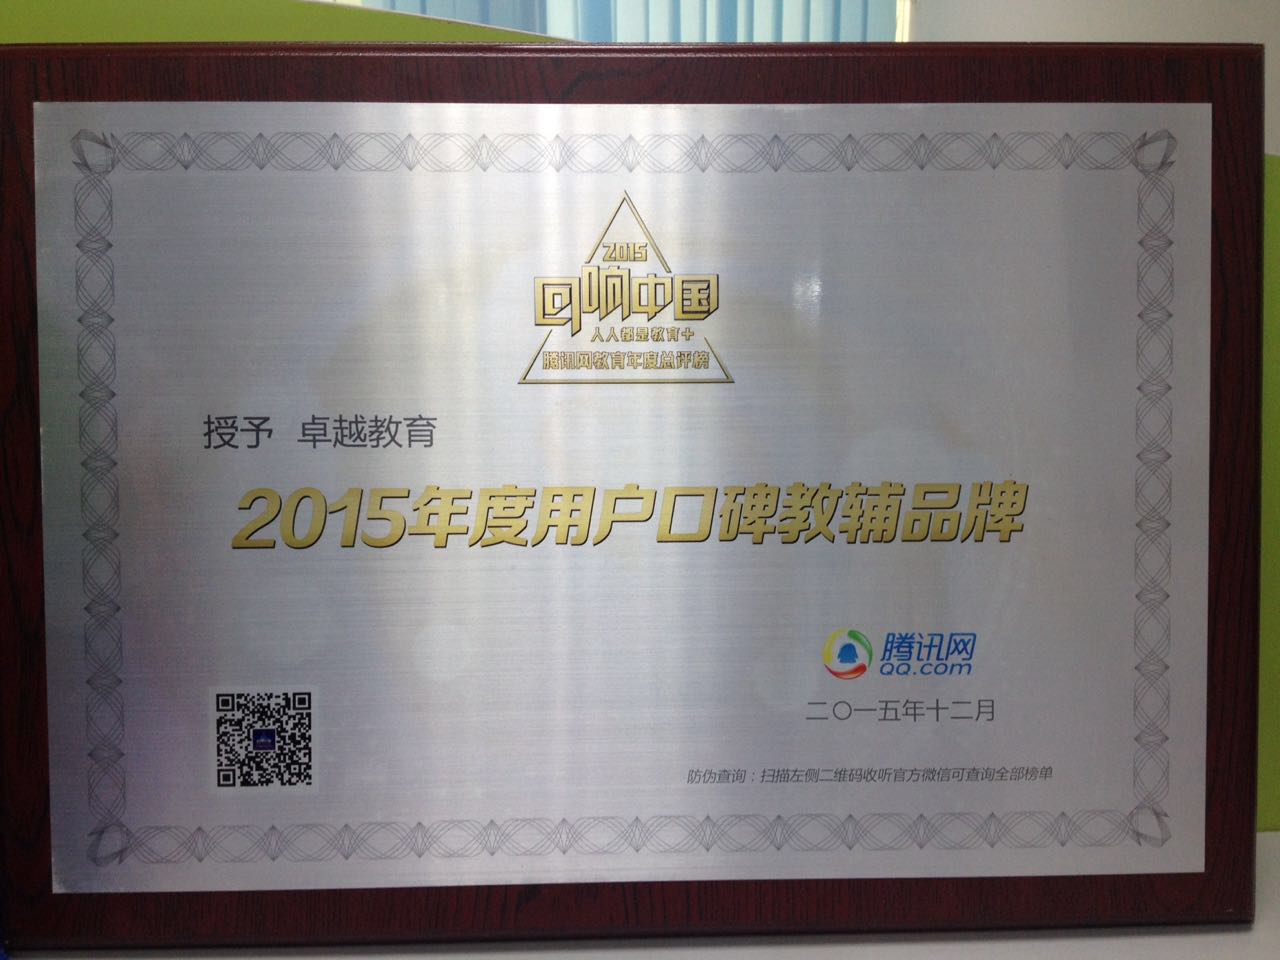 2015
回响中国
人人都是教育+
腾讯网教育年度总评榜
授予 卓越教育
2015年度用户口碑教辅品牌
腾讯网
QQ.com
二〇一五年十二月
防伪查询：扫描左侧二维码收听官方微信可查询全部榜单